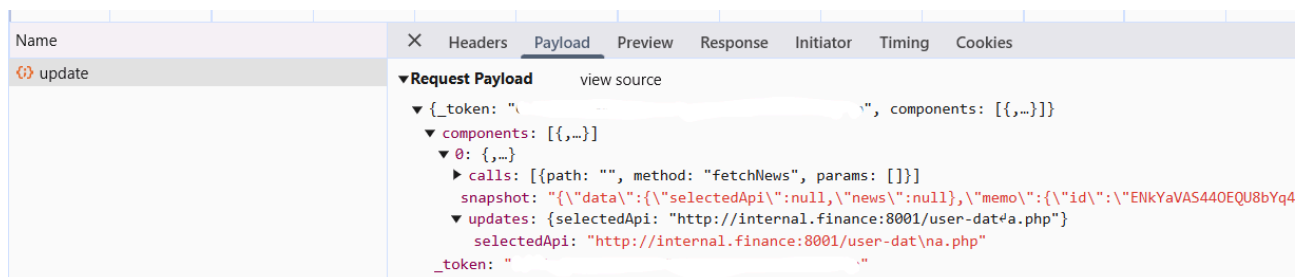 Name
Headers Payload Preview Response Initiator Timing Cookies
{;} update
▼Request Payload view source
▼{_token: " ", components: [{,…}]}
▼components: [{,…}]
▼0: {,…}
▶calls: [{path: "", method: "fetchNews", params: []}]
snapshot: "{\"data\":{\"selectedApi\":null,\"news\":null},\"memo\":{\"id\":\"ENkYaVAS44OEQU8bYq4
▼updates: {selectedApi: "http://internal.finance:8001/user-dat↵a.php"}
selectedApi: "http://internal.finance:8001/user-dat\na.php"
_token: " "